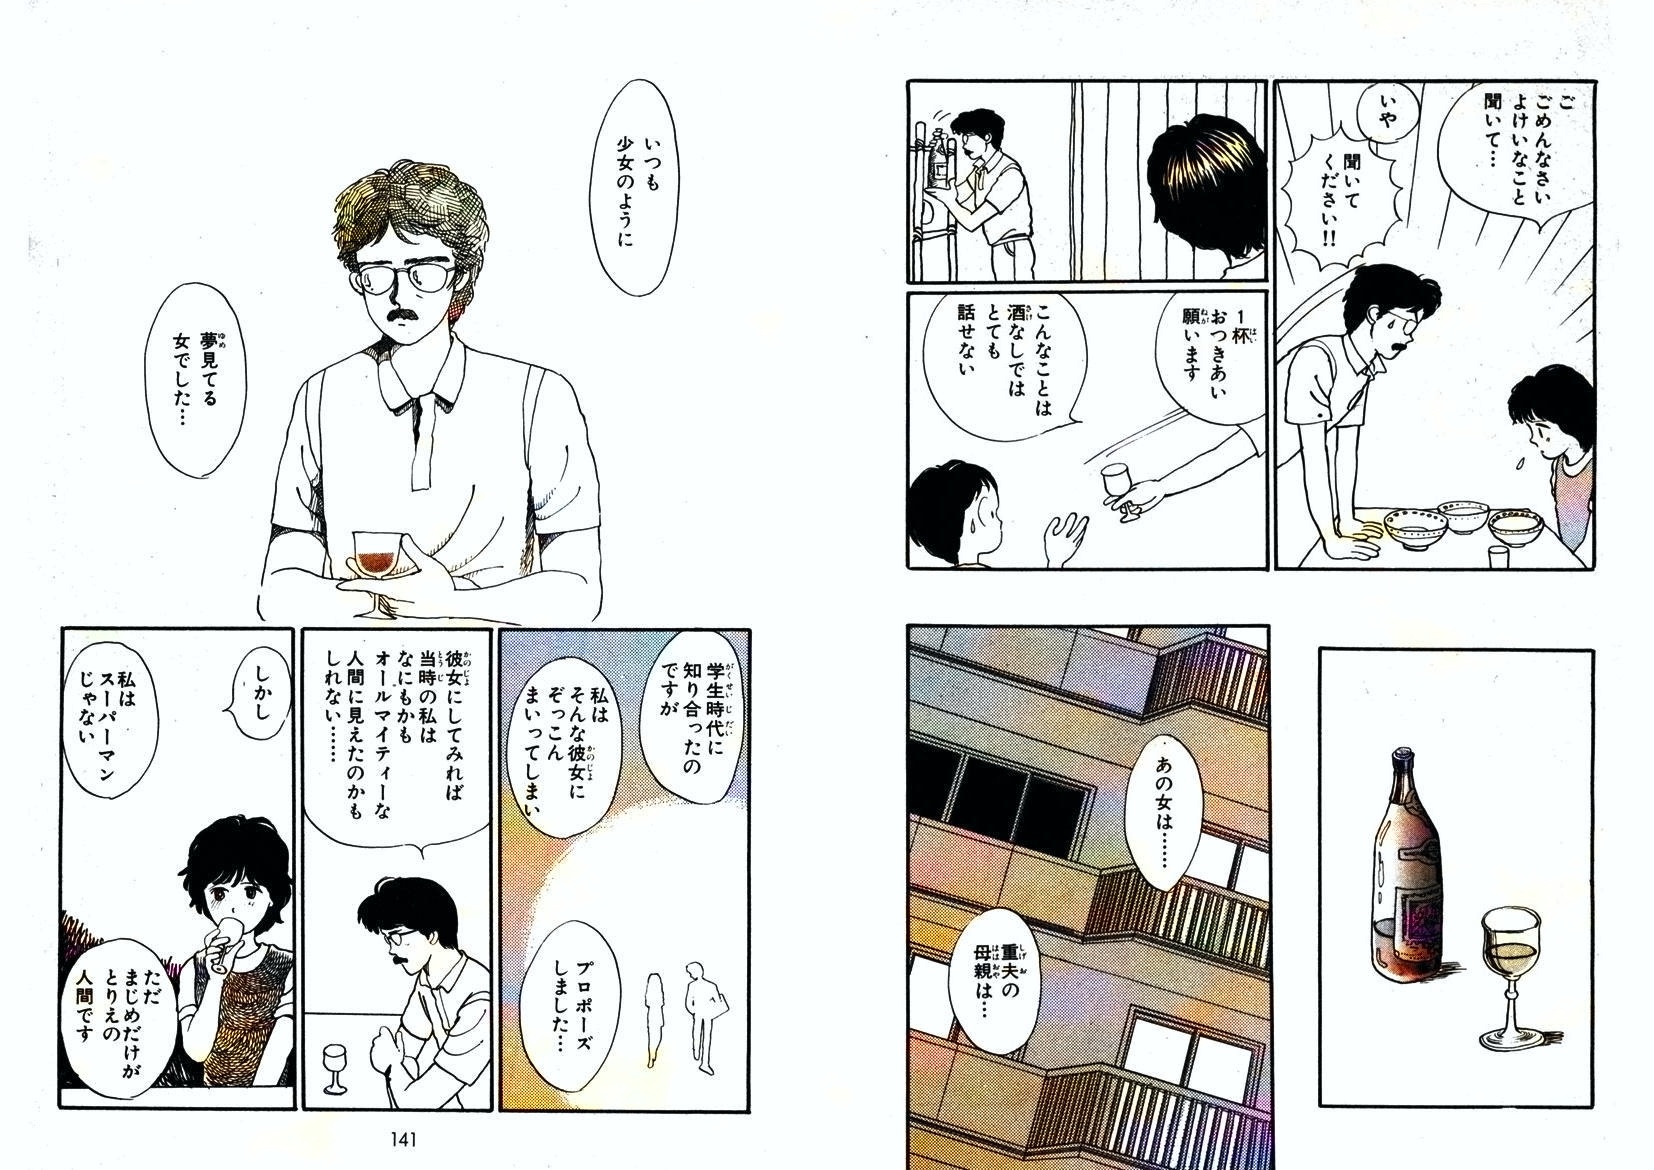 ご
ごめんなさい
よけいなこと
聞いて…
いや
聞いて
ください!!
1杯
おつきあい
願います
こんなことは
酒なしでは
とても
話せない
あの女は……
重夫の
母親は…
いつも
少女のように
夢見てる
女でした…
学生時代に
知り合ったの
ですが
私は
そんな彼女に
ぞっこん
まいってしまい
プロポーズ
しました…
彼女にしてみれば
当時の私は
なにもかも
オールマイティーな
人間に見えたのかも
しれない……
しかし
私は
スーパーマン
じゃない
ただ
まじめだけが
とりえの
人間です
141